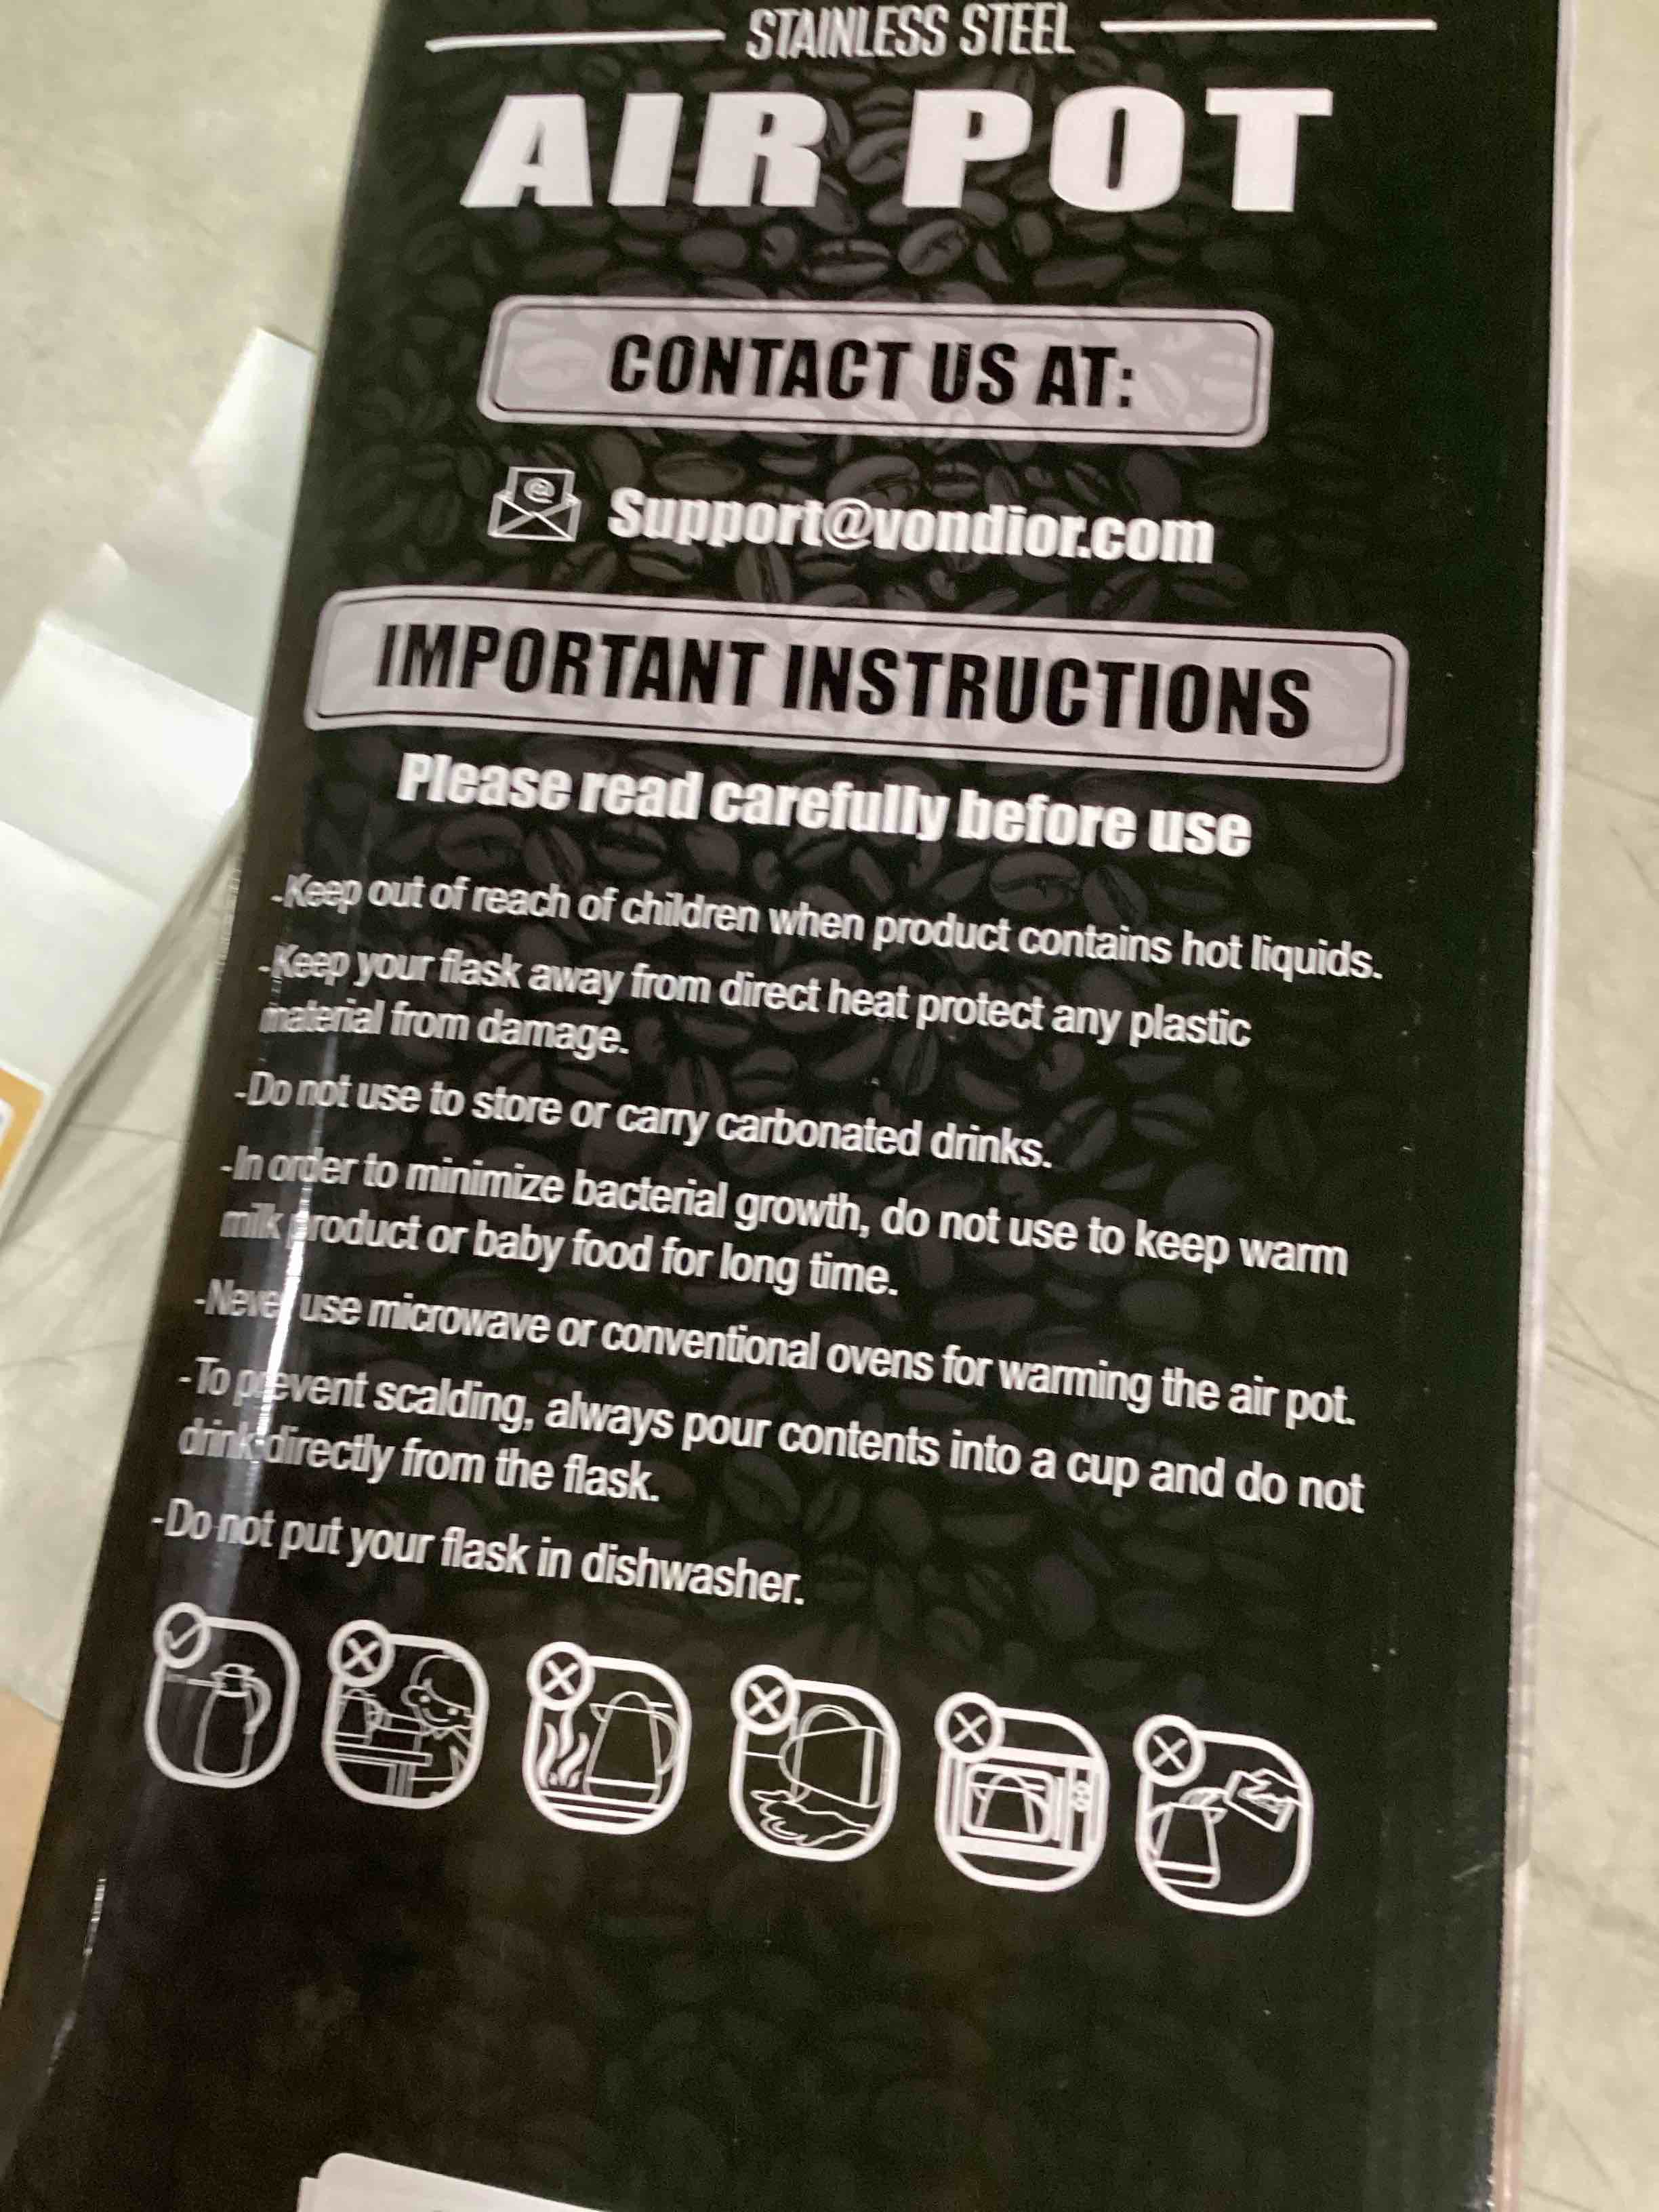 STAINLESS STEEL
AIR POT
CONTACT US AT:
Support@vondior.com
IMPORTANT INSTRUCTIONS
Please read carefully before use
-Keep out of reach of children when product contains hot liquids.
-Keep your flask away from direct heat protect any plastic
material from damage.
-Do not use to store or carry carbonated drinks.
-In order to minimize bacterial growth, do not use to keep warm
milk product or baby food for long time.
-Never use microwave or conventional ovens for warming the air pot.
-To prevent scalding, always pour contents into a cup and do not
drink directly from the flask.
-Do not put your flask in dishwasher.